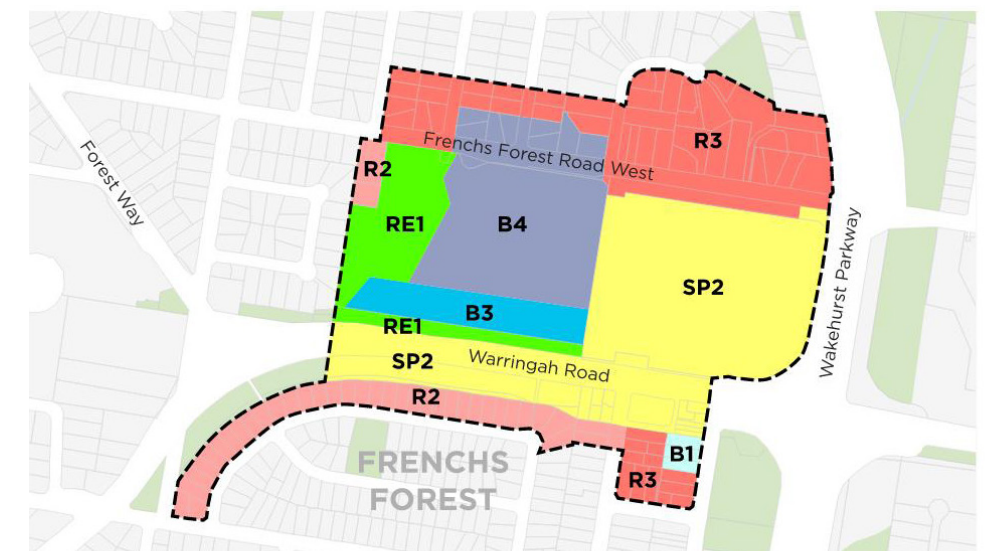 R3
Frenchs Forest Road West
R2
Forest Way
RE1
B4
SP2
Wakehurst Parkway
B3
RE1
SP2
Warringah Road
R2
B1
FRENCHS
FOREST
R3